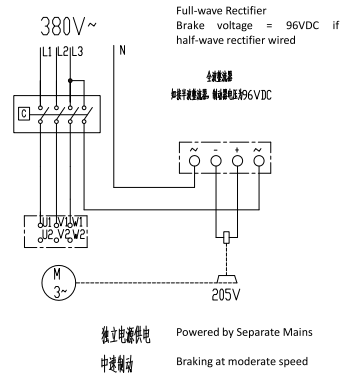 Full-wave Rectifier
Brake voltage = 96VDC if
half-wave rectifier wired
380V~
L1 L2 L3
N
全波整流器
如接半波整流器，制动器电压为96VDC
C
~ - + ~
U1 V1 W1
U2 V2 W2
M
3~
205V
独立电源供电 Powered by Separate Mains
中速制动 Braking at moderate speed